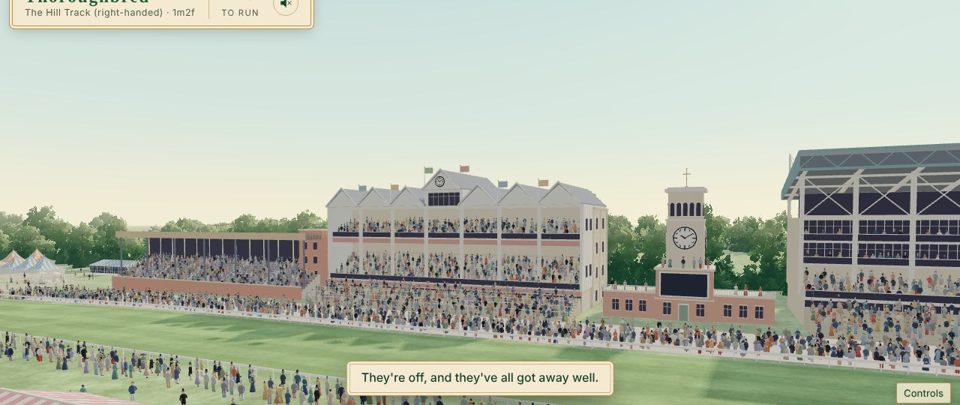 Thoroughbred
The Hill Track (right-handed) · 1m2f
TO RUN
They're off, and they've all got away well.
Controls